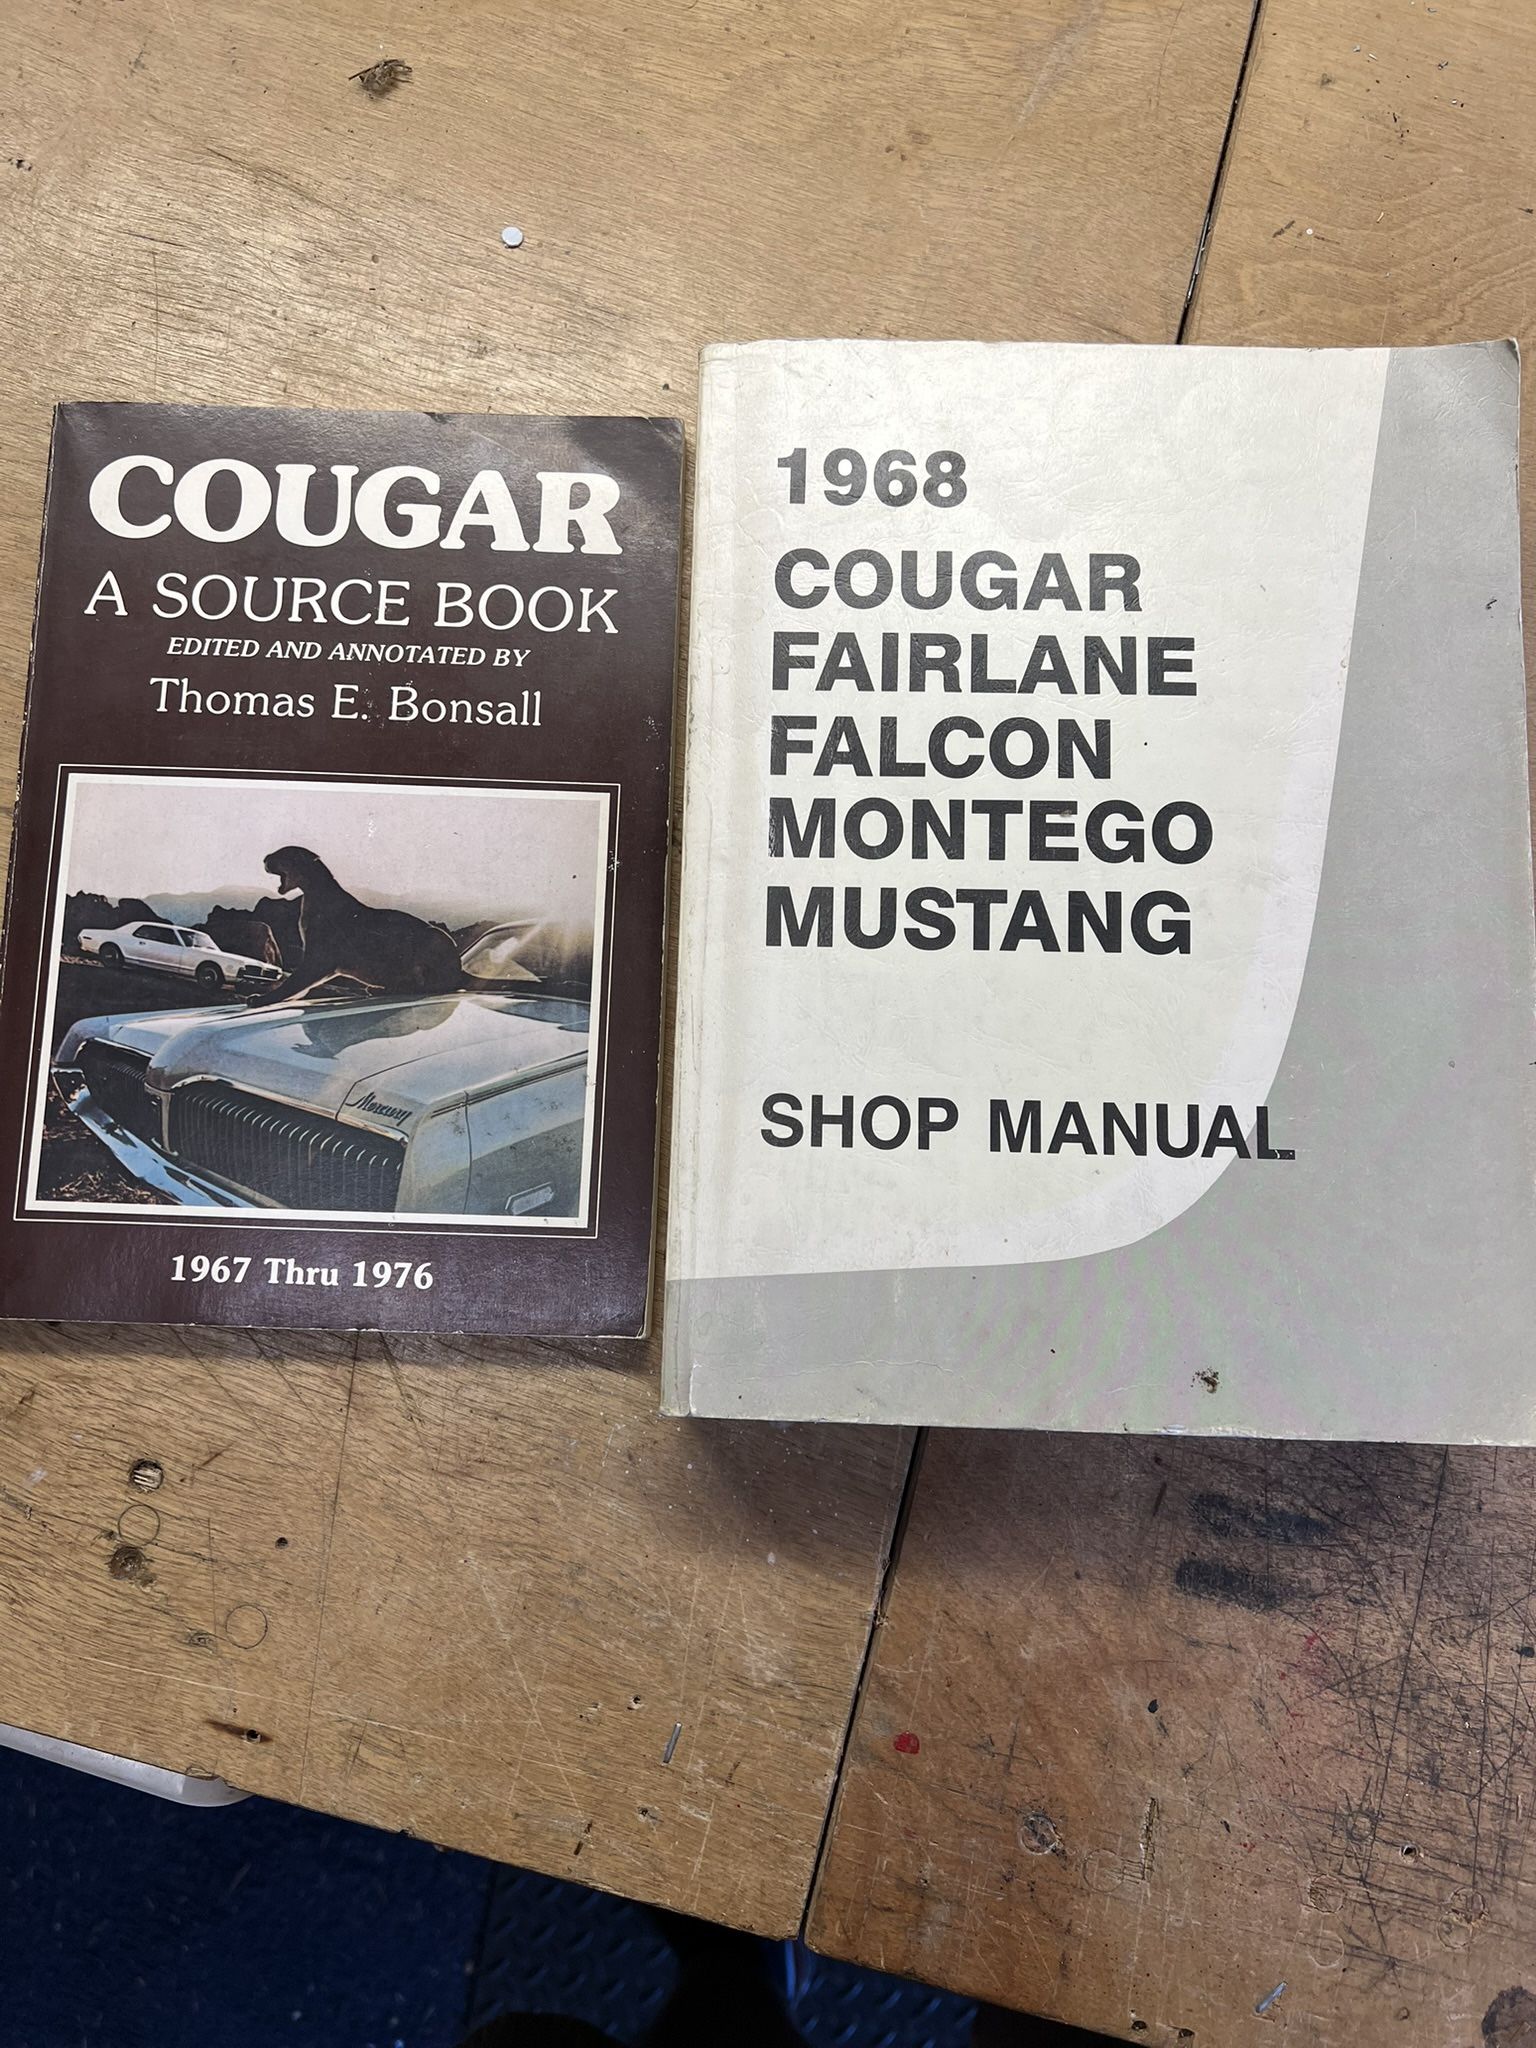 COUGAR
A SOURCE BOOK
EDITED AND ANNOTATED BY
Thomas E. Bonsall
Mercury
1967 Thru 1976
1968
COUGAR
FAIRLANE
FALCON
MONTEGO
MUSTANG
SHOP MANUAL